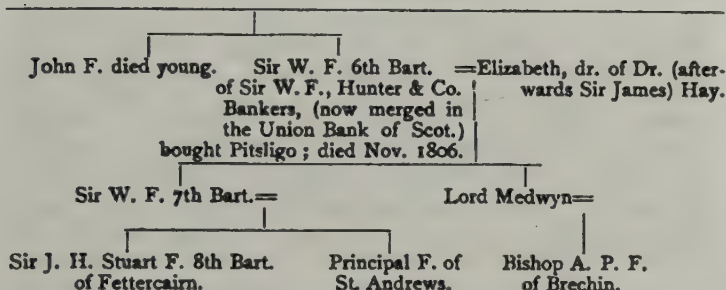 John F. died young. Sir W. F. 6th Bart. =Elizabeth, dr. of Dr. (after-
of Sir W. F., Hunter & Co. wards Sir James) Hay.
Bankers, (now merged in
the Union Bank of Scot.)
bought Pitsligo; died Nov. 1806.
Sir W. F. 7th Bart.= Lord Medwyn=
Sir J. H. Stuart F. 8th Bart. Principal F. of Bishop A. P. F.
of Fettercairn. St. Andrews. of Brechin.